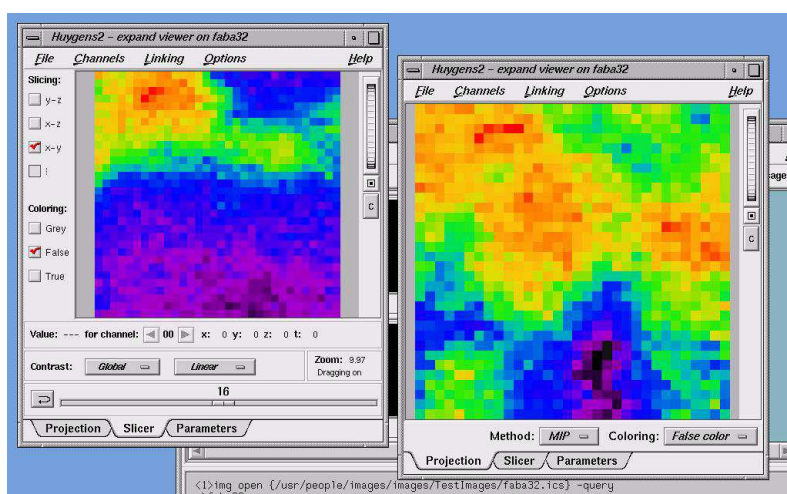 Huygens2 – expand viewer on faba32
File Channels Linking Options Help
Slicing:
y-z
x-z
x-y
!
Coloring:
Grey
False
True
C
Value: --- for channel: 00 x: 0 y: 0 z: 0 t: 0
Contrast: Global Linear
Zoom: 9.97
Dragging on
16
Projection Slicer Parameters
Huygens2 – expand viewer on faba32
File Channels Linking Options Help
C
Method: MIP Coloring: False color
Projection Slicer Parameters
<1>img open {/usr/people/images/images/TestImages/faba32.ics} -query